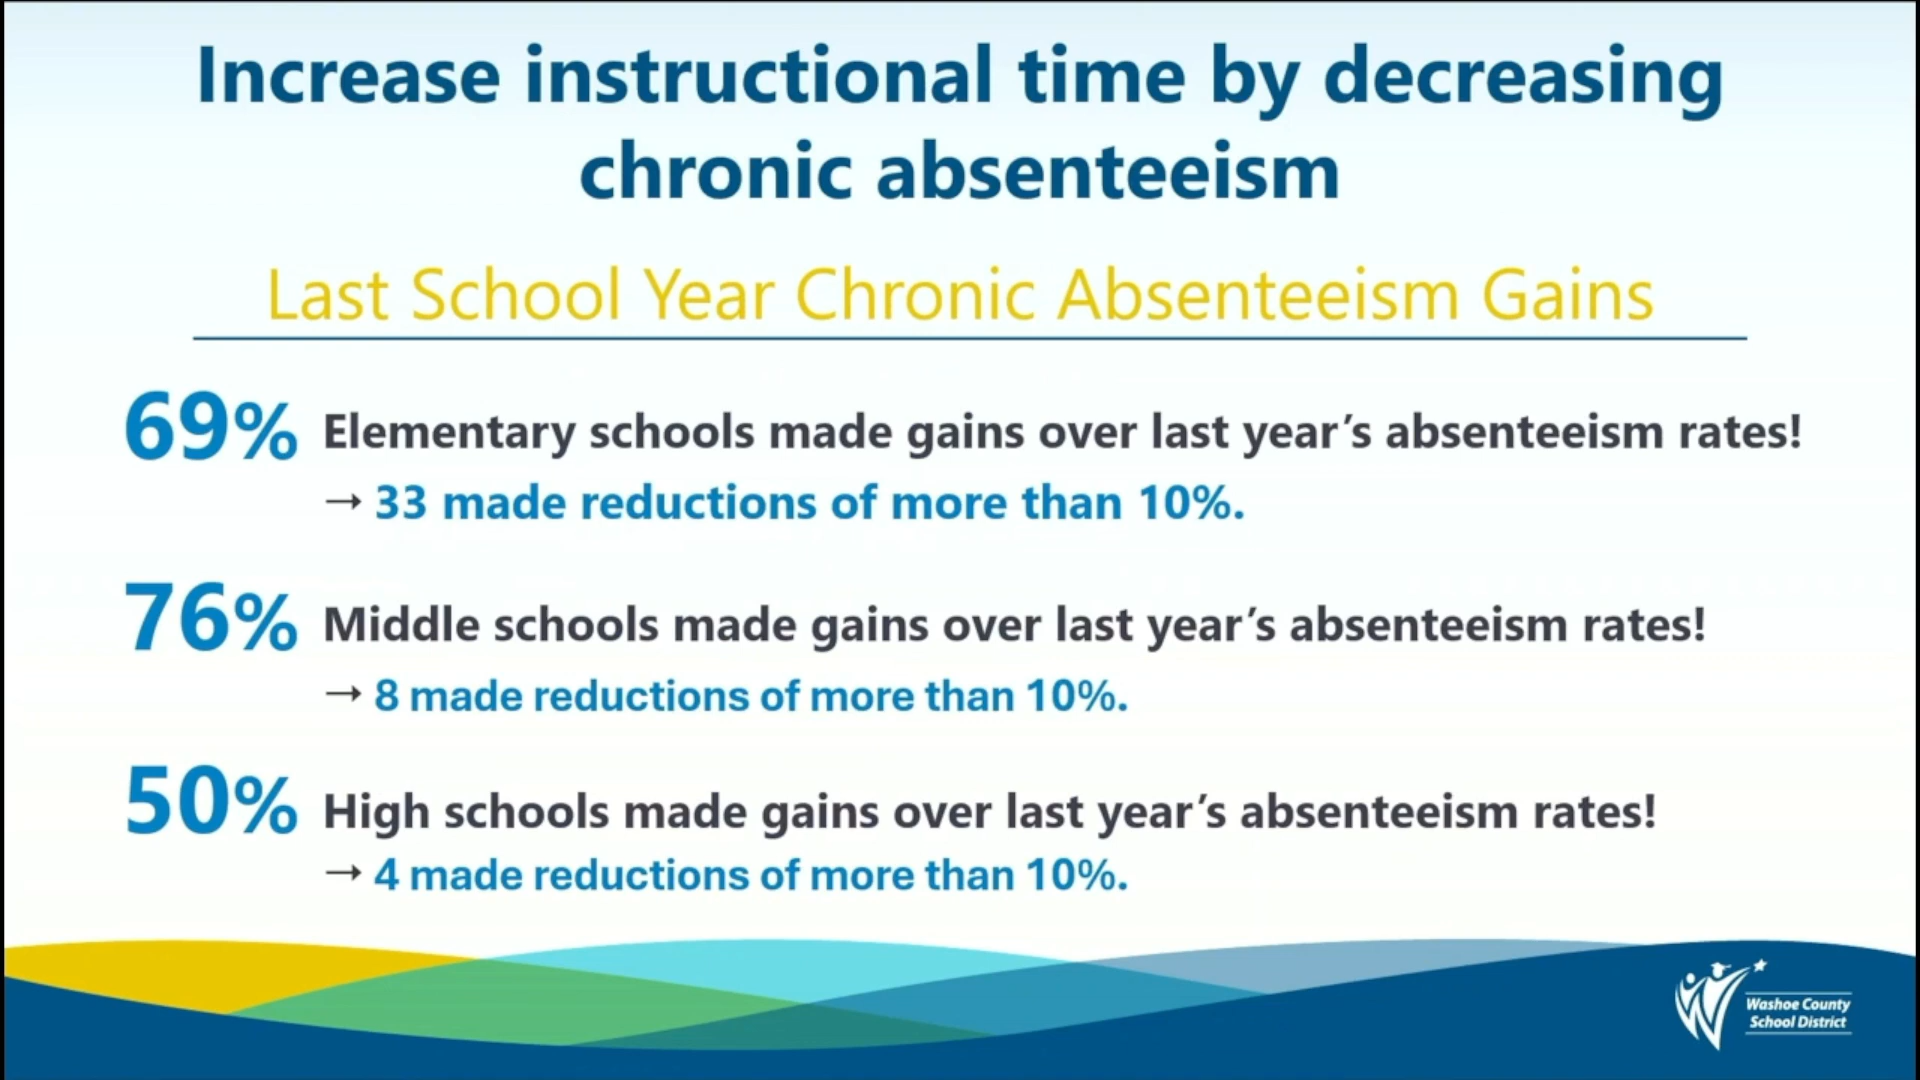 Increase instructional time by decreasing
chronic absenteeism
Last School Year Chronic Absenteeism Gains
69% Elementary schools made gains over last year's absenteeism rates!
→ 33 made reductions of more than 10%.
76% Middle schools made gains over last year's absenteeism rates!
→ 8 made reductions of more than 10%.
50% High schools made gains over last year's absenteeism rates!
→ 4 made reductions of more than 10%.
Washoe County
School District